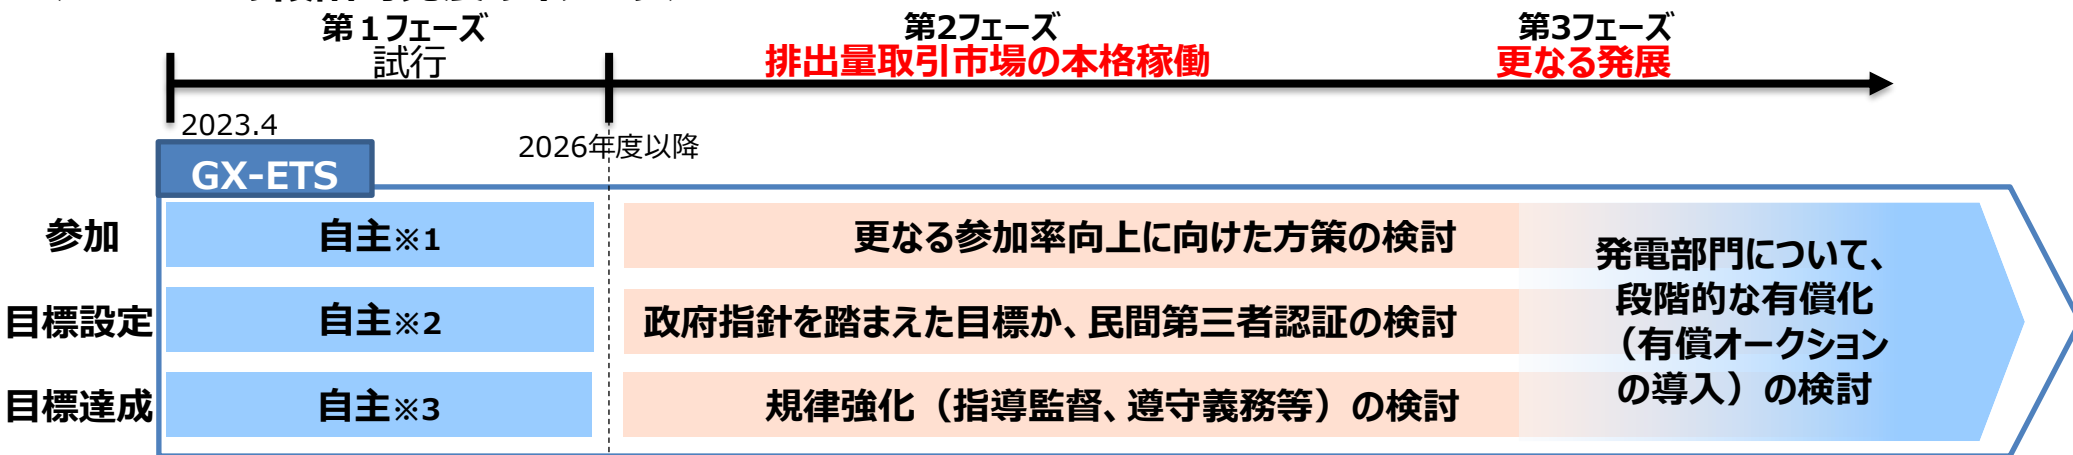 第1フェーズ
試行
第2フェーズ
排出量取引市場の本格稼働
第3フェーズ
更なる発展
2023.4
2026年度以降
GX-ETS
参加
自主※1
更なる参加率向上に向けた方策の検討
目標設定
自主※2
政府指針を踏まえた目標か、民間第三者認証の検討
目標達成
自主※3
規律強化（指導監督、遵守義務等）の検討
発電部門について、
段階的な有償化
（有償オークション
の導入）の検討